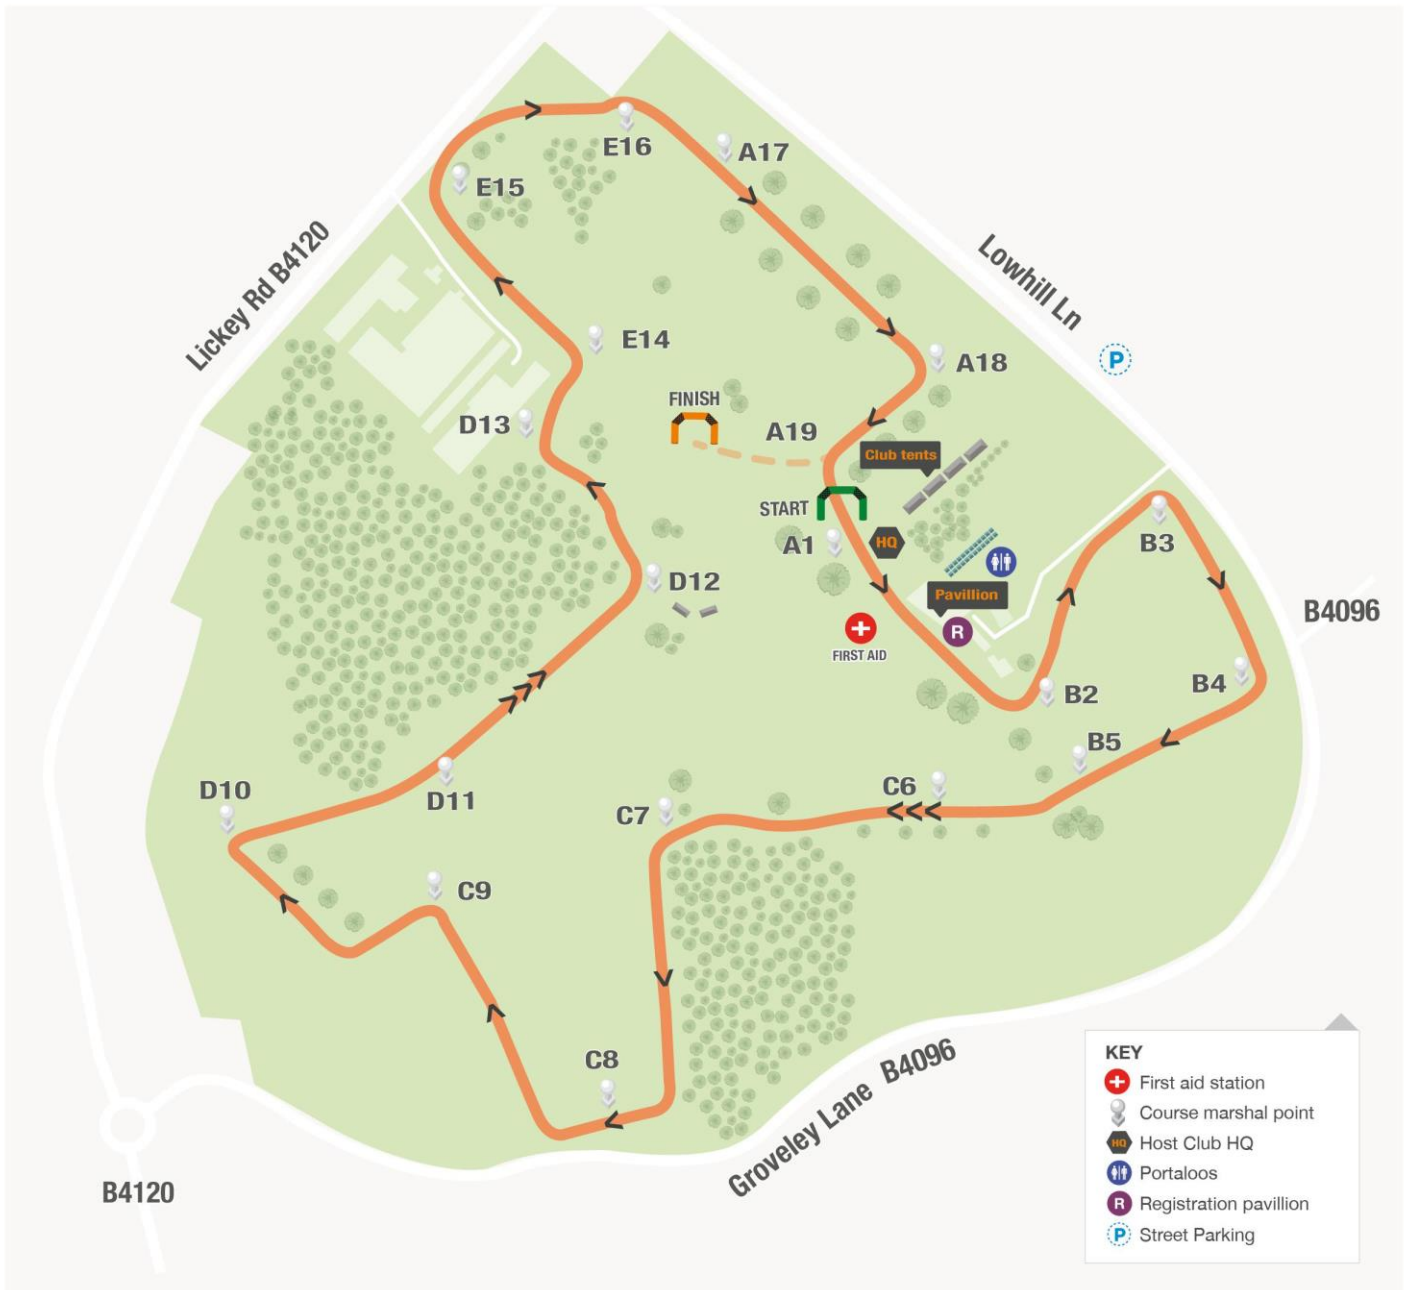 E16
A17
E15
Lickey Rd B4120
Lowhill Ln
E14
A18
P
FINISH
D13
A19
Club tents
START
A1
HQ
B3
D12
Pavillion
B4096
R
FIRST AID
B2
B4
B5
D10
D11
C6
C7
C9
C8
Groveley Lane B4096
B4120
KEY
First aid station
Course marshal point
HQ Host Club HQ
Portaloos
R Registration pavillion
P Street Parking